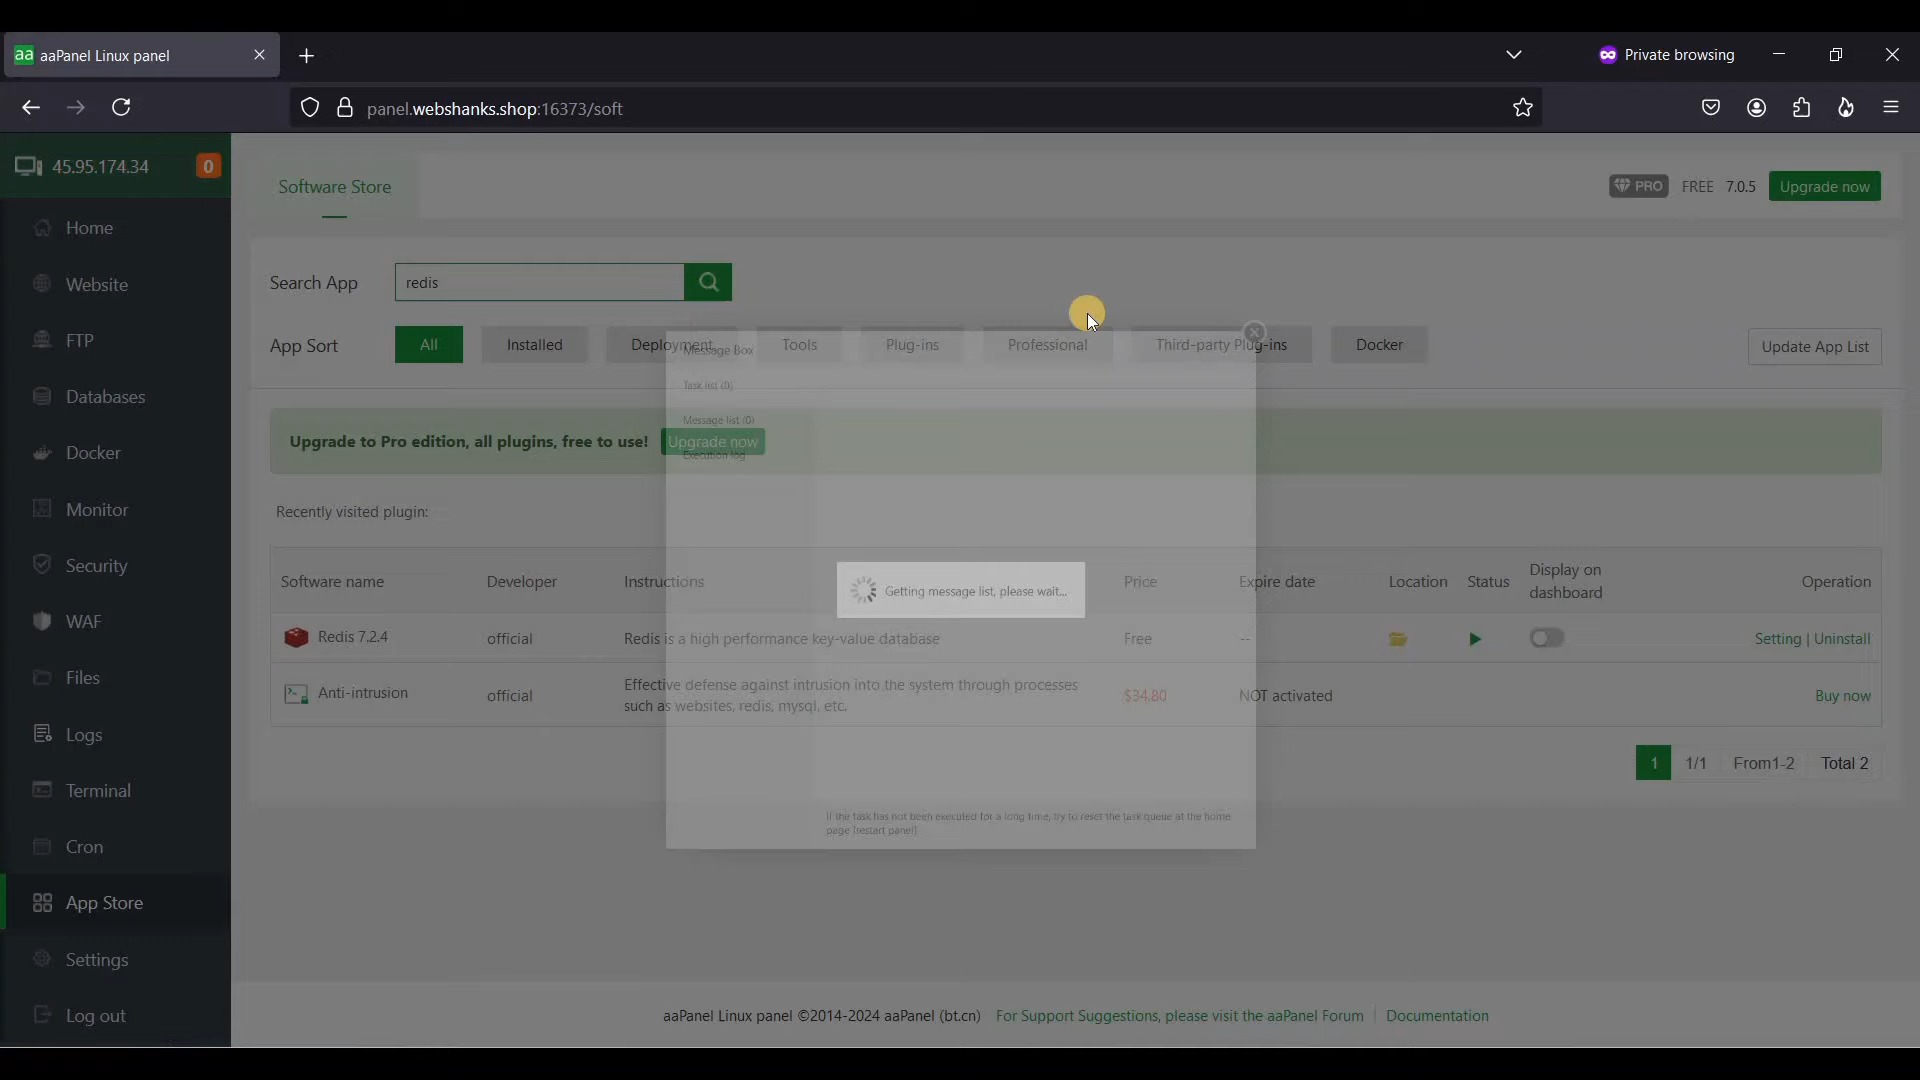 aa aaPanel Linux panel
Private browsing
panel.webshanks.shop:16373/soft
45.95.174.34
0
Home
Website
FTP
Databases
Docker
Monitor
Security
WAF
Files
Logs
Terminal
Cron
App Store
Settings
Log out
Software Store
PRO FREE 7.0.5 Upgrade now
Search App redis
App Sort All Installed Deployment Tools Plug-ins Professional Third-party Plug-ins Docker Update App List
Message Box
Task list (0)
Message list (0)
Execution log
Upgrade to Pro edition, all plugins, free to use! Upgrade now
Recently visited plugin:
Software name Developer Instructions Price Expire date Location Status Display on dashboard Operation
Getting message list, please wait...
Redis 7.2.4 official Redis is a high performance key-value database Free -- Setting | Uninstall
Anti-intrusion official Effective defense against intrusion into the system through processes
such as websites, redis, mysql, etc. $34.80 NOT activated Buy now
1 1/1 From1-2 Total 2
If the task has not been executed for a long time, try to reset the task queue at the home
page [restart panel]
aaPanel Linux panel ©2014-2024 aaPanel (bt.cn) For Support Suggestions, please visit the aaPanel Forum Documentation